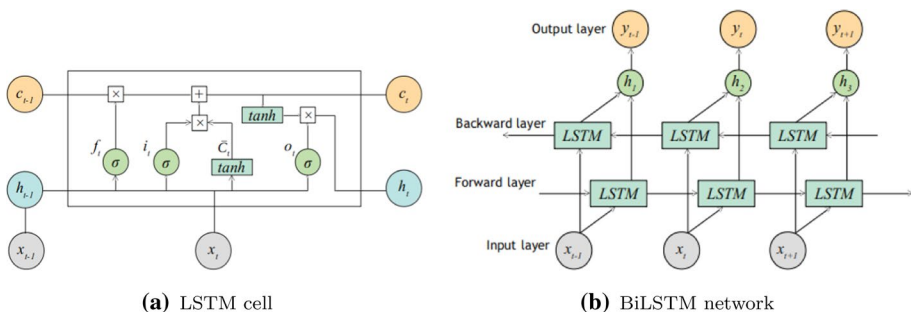 c_{t-1}
×
+
c_t
tanh
×
×
f_t
i_t
C̄_t
o_t
σ
σ
tanh
σ
h_{t-1}
h_t
x_{t-1}
x_t
(a) LSTM cell
Output layer
y_{t-1}
y_t
y_{t+1}
h_1
h_2
h_3
Backward layer
LSTM
LSTM
LSTM
Forward layer
LSTM
LSTM
LSTM
Input layer
x_{t-1}
x_t
x_{t+1}
(b) BiLSTM network